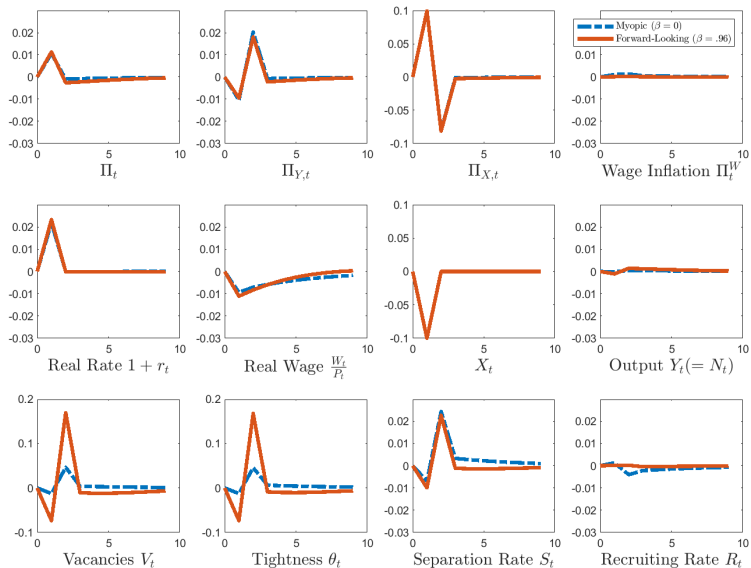 0.02
0.01
0
-0.01
-0.02
-0.03
0 5 10
Π_t
0.02
0.01
0
-0.01
-0.02
-0.03
0 5 10
Π_{Y,t}
0.1
0.05
0
-0.05
-0.1
0 5 10
Π_{X,t}
Myopic (β = 0)
Forward-Looking (β = .96)
0
-0.01
-0.02
-0.03
0 5 10
Wage Inflation Π_t^W
0.02
0.01
0
-0.01
-0.02
-0.03
0 5 10
Real Rate 1 + r_t
0.02
0.01
0
-0.01
-0.02
-0.03
0 5 10
Real Wage W_t/P_t
0.1
0.05
0
-0.05
-0.1
0 5 10
X_t
0.02
0.01
0
-0.01
-0.02
-0.03
0 5 10
Output Y_t(= N_t)
0.2
0.1
0
-0.1
0 5 10
Vacancies V_t
0.2
0.1
0
-0.1
0 5 10
Tightness θ_t
0.02
0.01
0
-0.01
-0.02
-0.03
0 5 10
Separation Rate S_t
0.02
0.01
0
-0.01
-0.02
-0.03
0 5 10
Recruiting Rate R_t